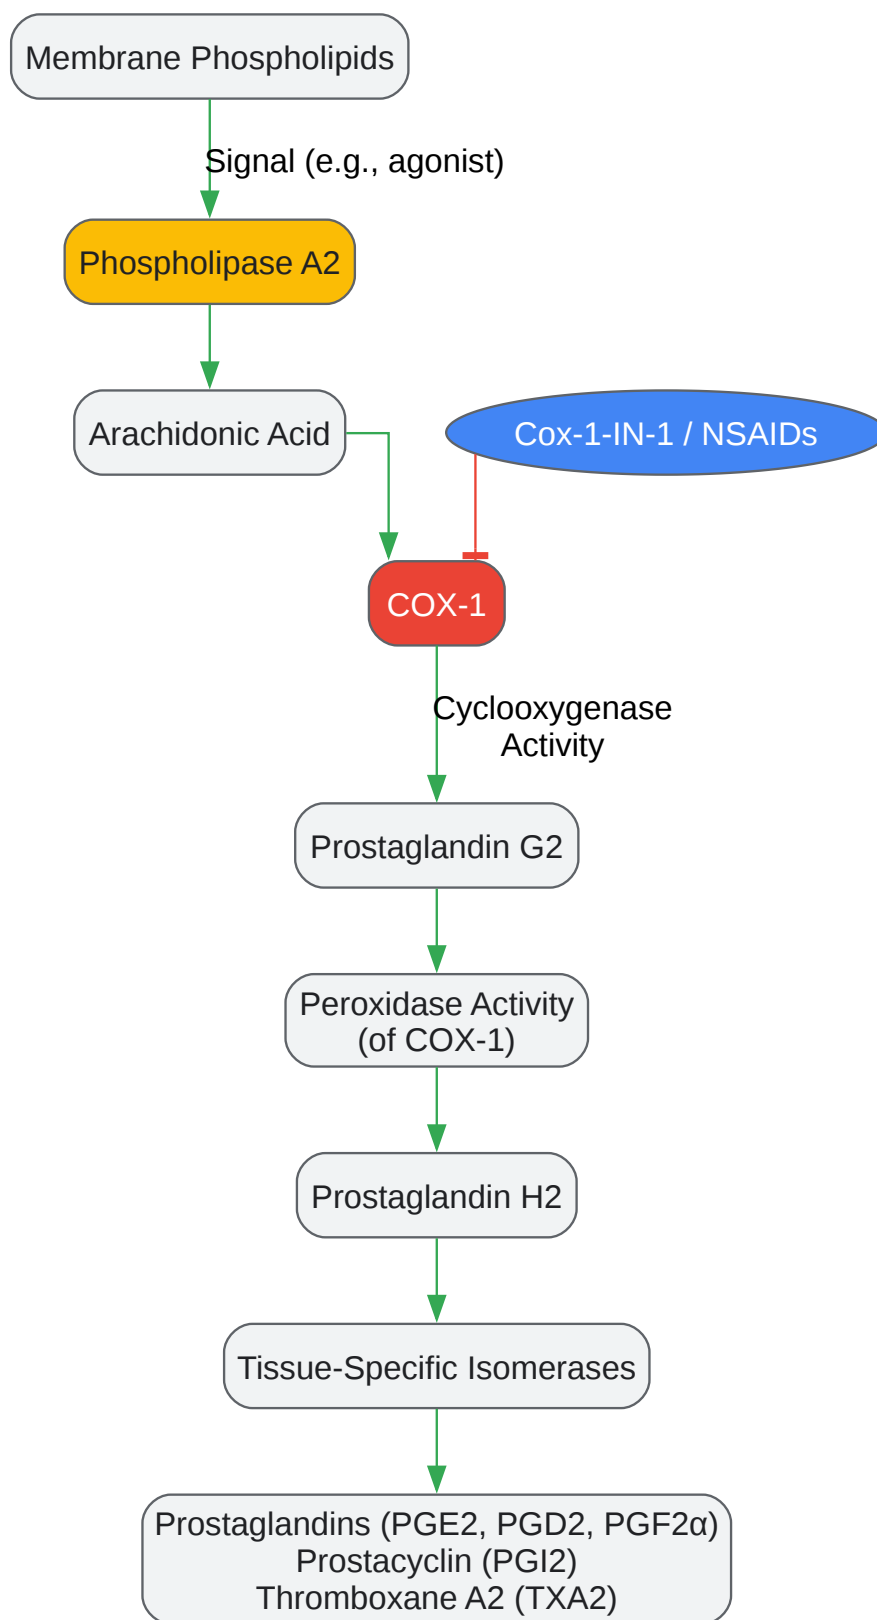 Membrane Phospholipids
Signal (e.g., agonist)
Phospholipase A2
Arachidonic Acid
Cox-1-IN-1 / NSAIDs
COX-1
Cyclooxygenase
Activity
Prostaglandin G2
Peroxidase Activity
(of COX-1)
Prostaglandin H2
Tissue-Specific Isomerases
Prostaglandins (PGE2, PGD2, PGF2α)
Prostacyclin (PGI2)
Thromboxane A2 (TXA2)